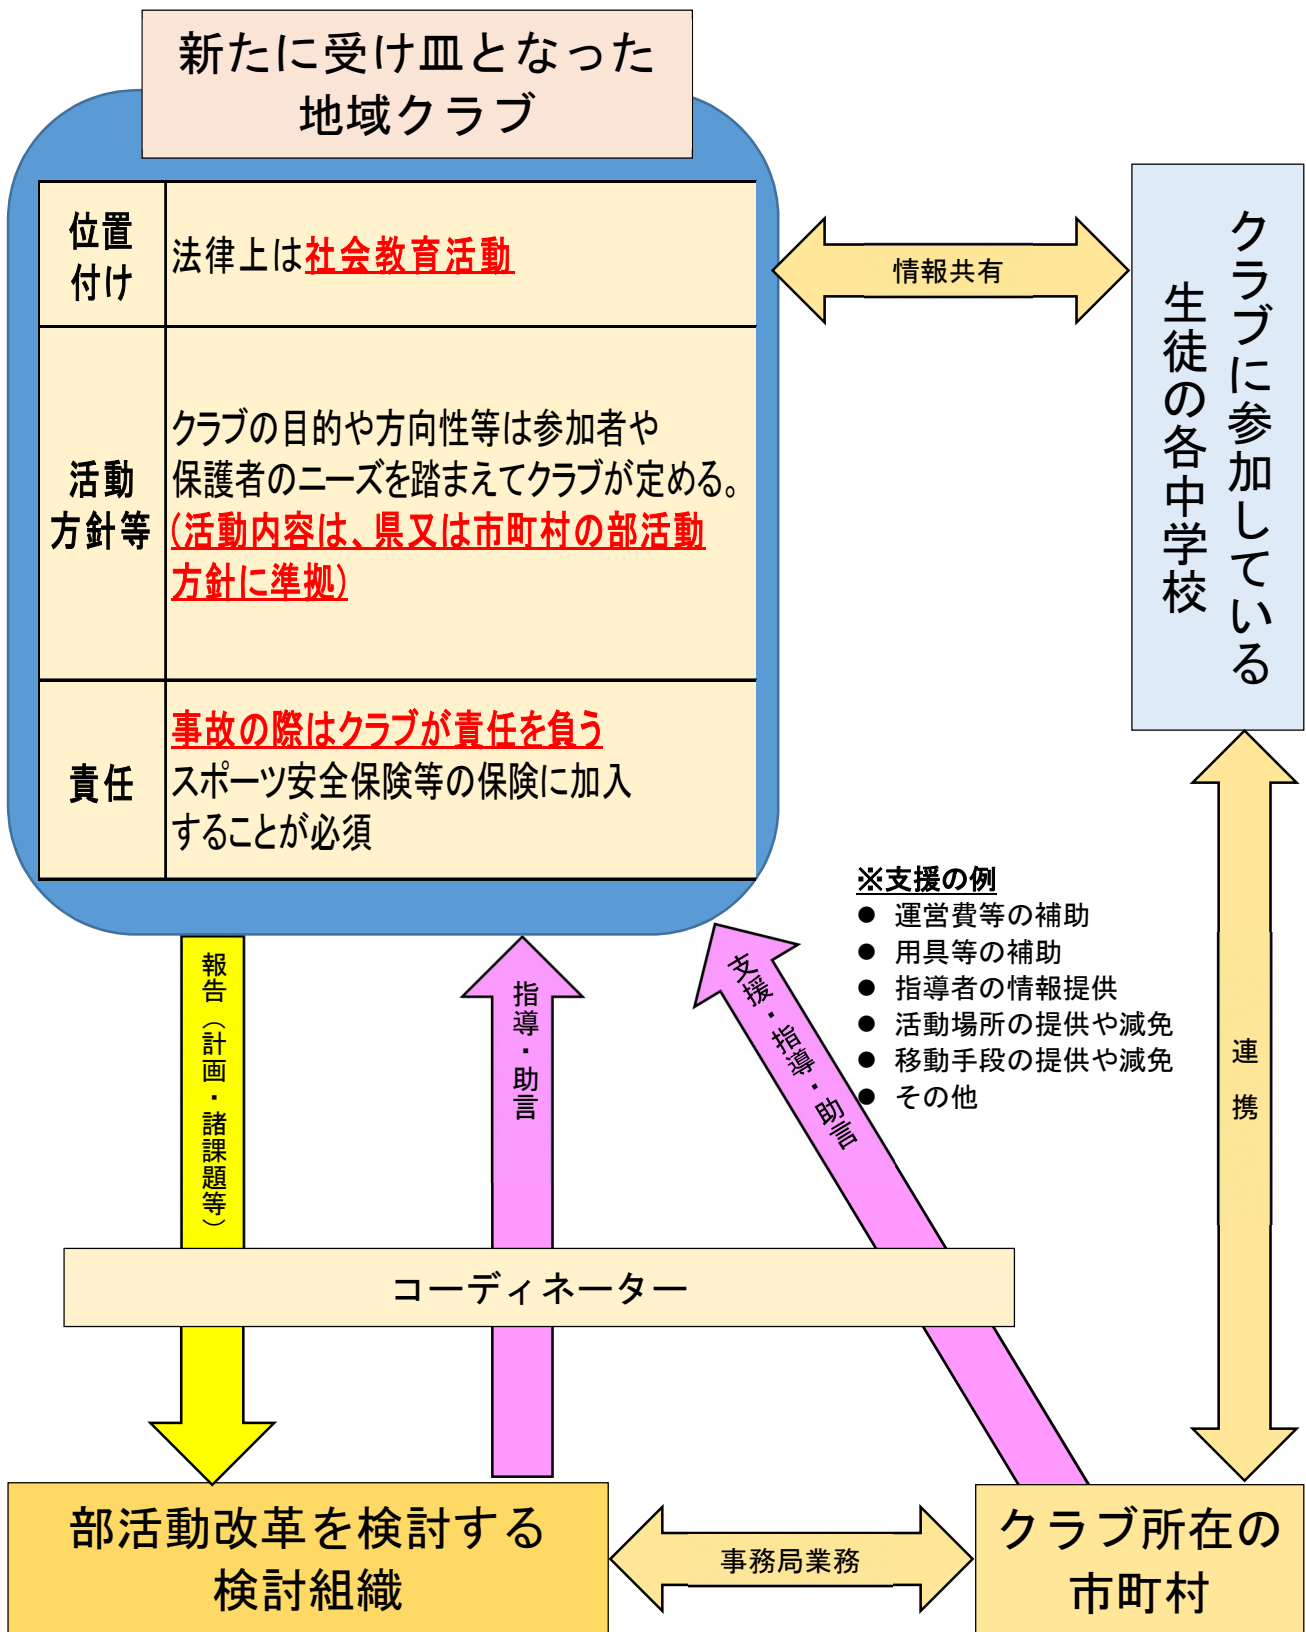 新たに受け皿となった
地域クラブ
位置
付け
法律上は社会教育活動
活動
方針等
クラブの目的や方向性等は参加者や
保護者のニーズを踏まえてクラブが定める。
(活動内容は、県又は市町村の部活動
方針に準拠)
責任
事故の際はクラブが責任を負う
スポーツ安全保険等の保険に加入
することが必須
情報共有
クラブに参加している
生徒の各中学校
※支援の例
● 運営費等の補助
● 用具等の補助
● 指導者の情報提供
● 活動場所の提供や減免
● 移動手段の提供や減免
● その他
報告（計画・諸課題等）
指導・助言
支援・指導・助言
連携
コーディネーター
部活動改革を検討する
検討組織
事務局業務
クラブ所在の
市町村